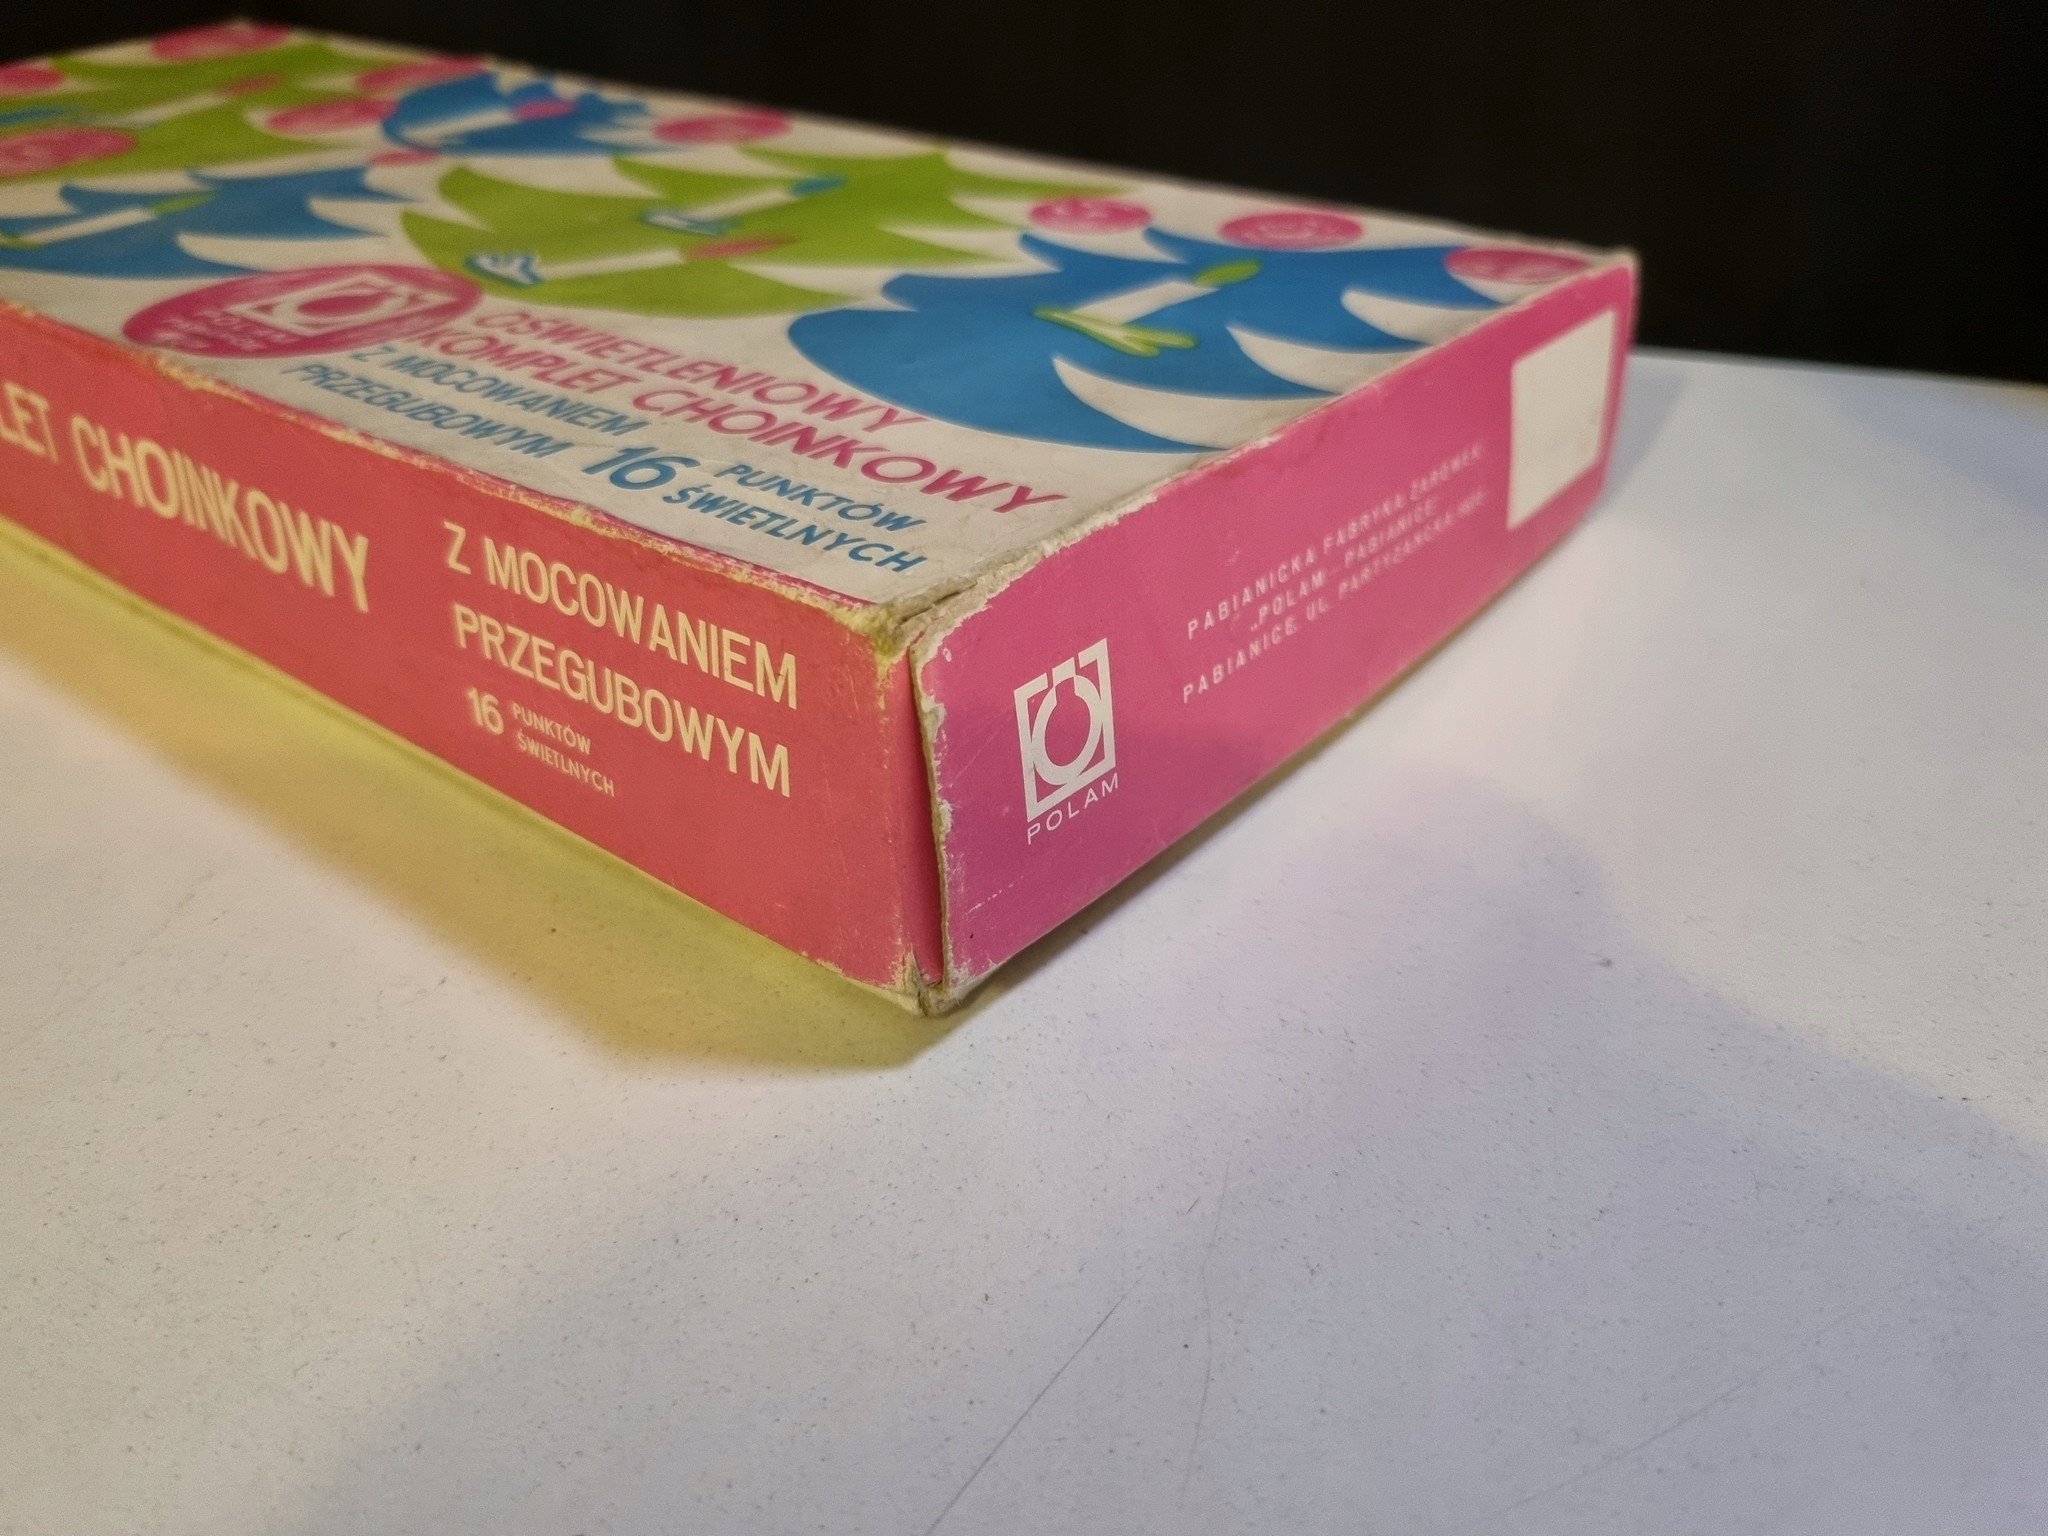 POLAM
OŚWIETLENIOWY
KOMPLET CHOINKOWY
Z MOCOWANIEM
PRZEGUBOWYM
16 PUNKTÓW
ŚWIETLNYCH
LET CHOINKOWY
Z MOCOWANIEM
PRZEGUBOWYM
16 PUNKTÓW
ŚWIETLNYCH
POLAM
PABIANICKA FABRYKA ŻARÓWEK
„POLAM-PABIANICE”
PABIANICE, UL. PARTYZANCKA